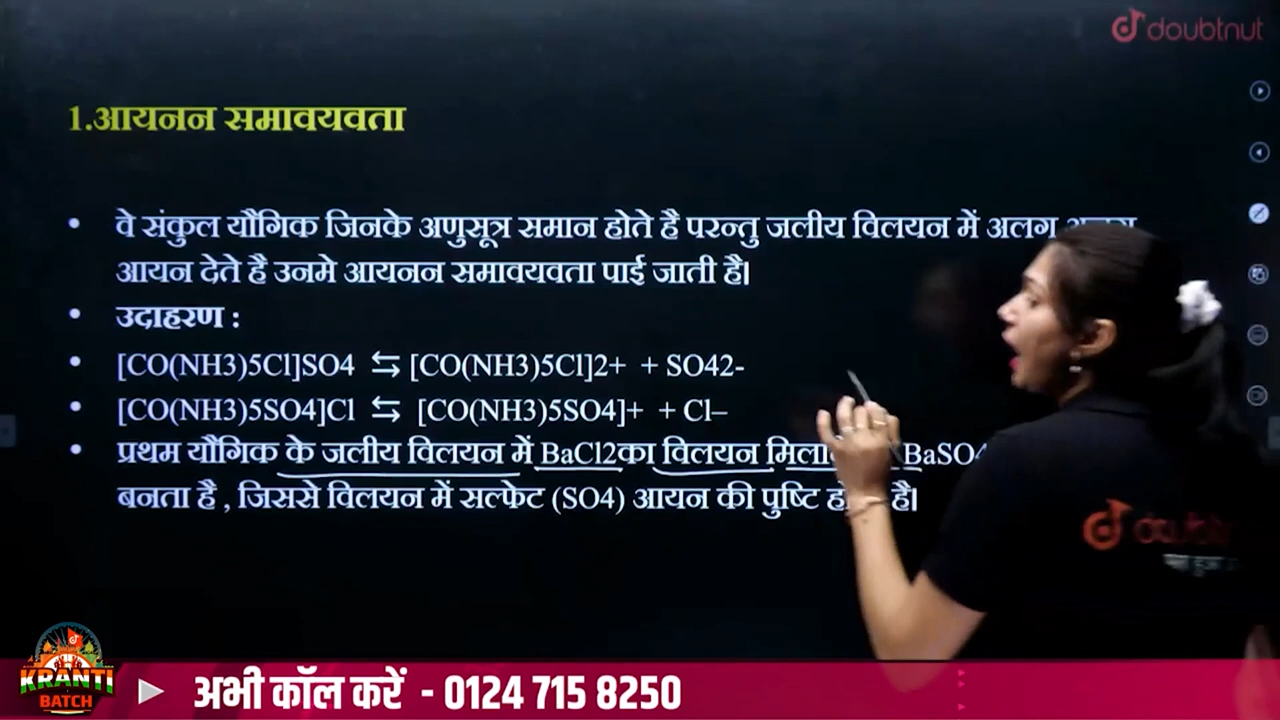 doubtnut
1.आयनन समावयवता
• वे संकुल यौगिक जिनके अणुसूत्र समान होते है परन्तु जलीय विलयन में अलग
आयन देते है उनमे आयनन समावयवता पाई जाती है।
• उदाहरण :
• [CO(NH3)5Cl]SO4 ⇆ [CO(NH3)5Cl]2+ + SO42-
• [CO(NH3)5SO4]Cl ⇆ [CO(NH3)5SO4]+ + Cl–
• प्रथम यौगिक के जलीय विलयन में BaCl2का विलयन BaSO4
बनता है , जिससे विलयन में सल्फेट (SO4) आयन की पुष्टि है।
KRANTI
BATCH
अभी कॉल करें - 0124 715 8250